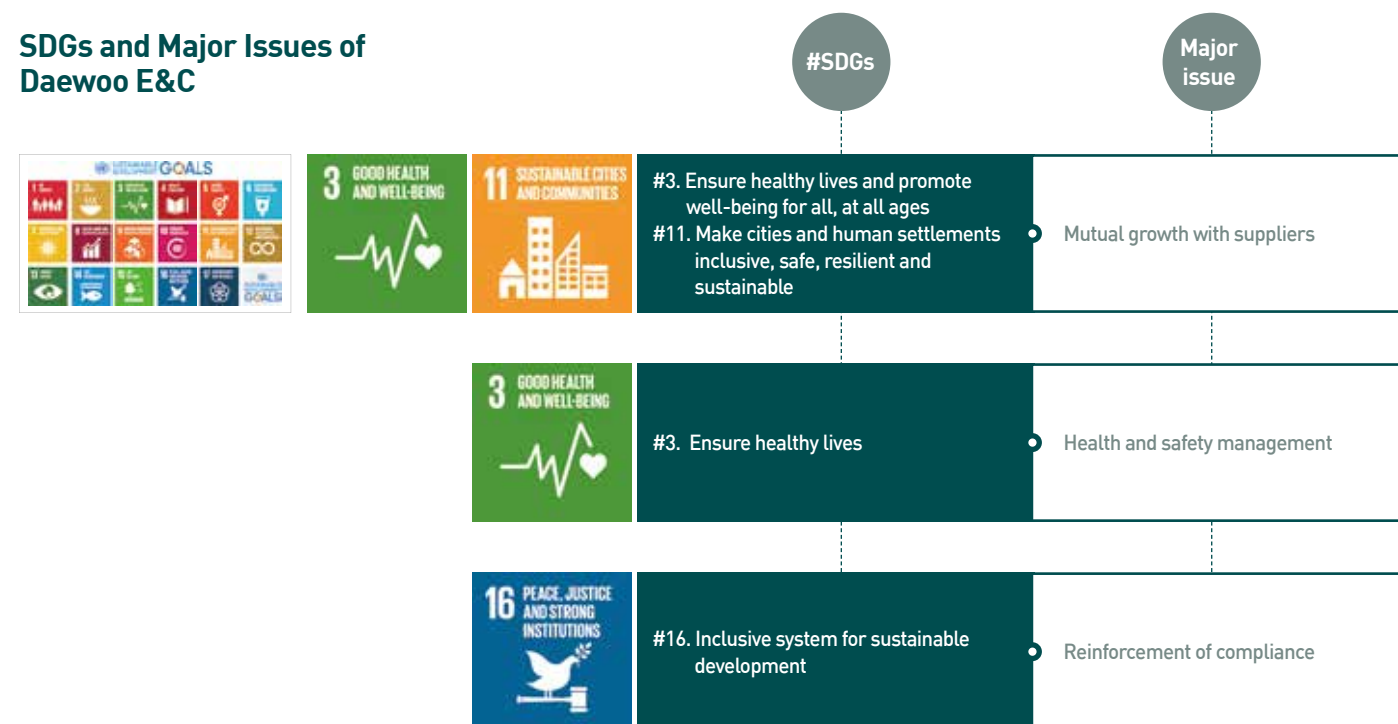 SDGs and Major Issues of
Daewoo E&C
#SDGs
Major
issue
GOALS
3 GOOD HEALTH
AND WELL-BEING
11 SUSTAINABLE CITIES
AND COMMUNITIES
#3. Ensure healthy lives and promote
well-being for all, at all ages
#11. Make cities and human settlements
inclusive, safe, resilient and
sustainable
Mutual growth with suppliers
3 GOOD HEALTH
AND WELL-BEING
#3. Ensure healthy lives
Health and safety management
16 PEACE, JUSTICE
AND STRONG
INSTITUTIONS
#16. Inclusive system for sustainable
development
Reinforcement of compliance